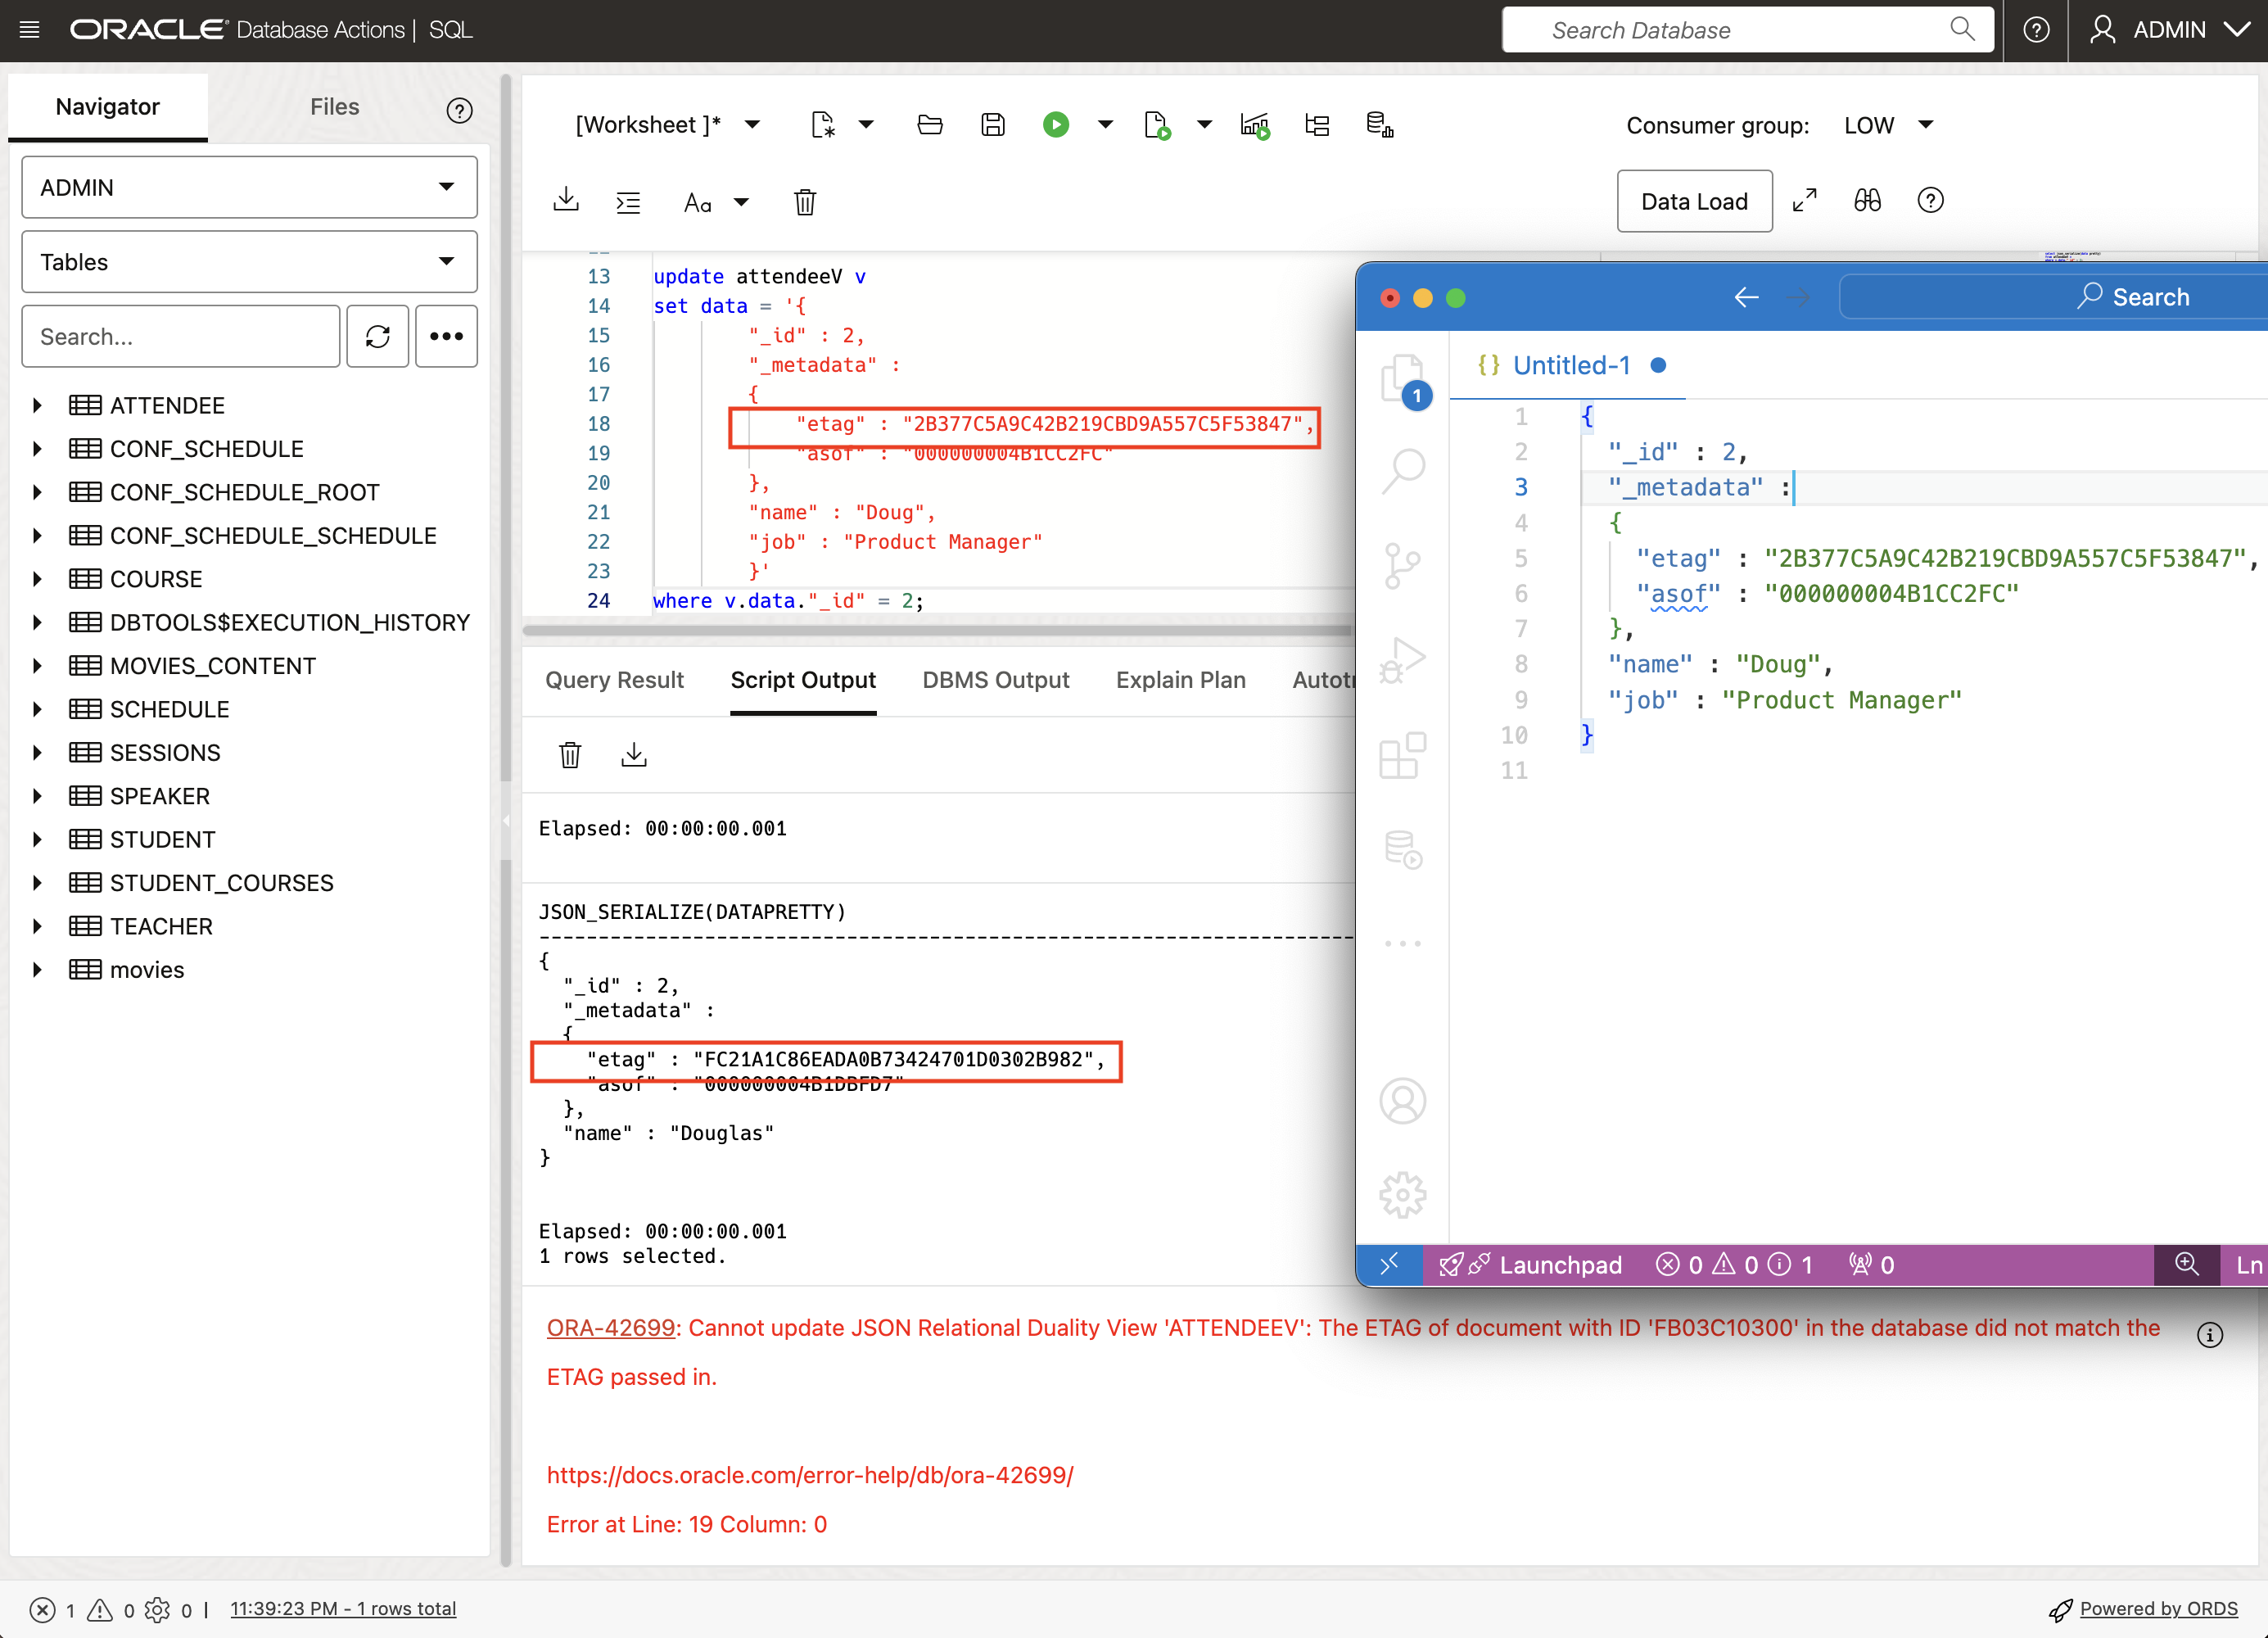 ORACLE Database Actions | SQL
Search Database
ADMIN
Navigator
Files
ADMIN
Tables
Search...
ATTENDEE
CONF_SCHEDULE
CONF_SCHEDULE_ROOT
CONF_SCHEDULE_SCHEDULE
COURSE
DBTOOLS$EXECUTION_HISTORY
MOVIES_CONTENT
SCHEDULE
SESSIONS
SPEAKER
STUDENT
STUDENT_COURSES
TEACHER
movies
[Worksheet ]*
Consumer group: LOW
Aa
Data Load
13 update attendeeV v
14 set data = '{
15 "_id" : 2,
16 "_metadata" :
17 {
18 "etag" : "2B377C5A9C42B219CBD9A557C5F53847",
19 "asof" : "000000004B1CC2FC"
20 },
21 "name" : "Doug",
22 "job" : "Product Manager"
23 }'
24 where v.data."_id" = 2;
Query Result
Script Output
DBMS Output
Explain Plan
Elapsed: 00:00:00.001
JSON_SERIALIZE(DATAPRETTY)
--------------------------------------------------------------------
{
"_id" : 2,
"_metadata" :
{
"etag" : "FC21A1C86EADA0B73424701D0302B982",
"asof" : "000000004B1DBFD7"
},
"name" : "Douglas"
}
Elapsed: 00:00:00.001
1 rows selected.
ORA-42699: Cannot update JSON Relational Duality View 'ATTENDEEV': The ETAG of document with ID 'FB03C10300' in the database did not match the
ETAG passed in.
https://docs.oracle.com/error-help/db/ora-42699/
Error at Line: 19 Column: 0
Search
1
{} Untitled-1
1 {
2 "_id" : 2,
3 "_metadata" :
4 {
5 "etag" : "2B377C5A9C42B219CBD9A557C5F53847",
6 "asof" : "000000004B1CC2FC"
7 },
8 "name" : "Doug",
9 "job" : "Product Manager"
10 }
11
Launchpad 0 0 1 0
Ln
1 0 0 | 11:39:23 PM - 1 rows total
Powered by ORDS